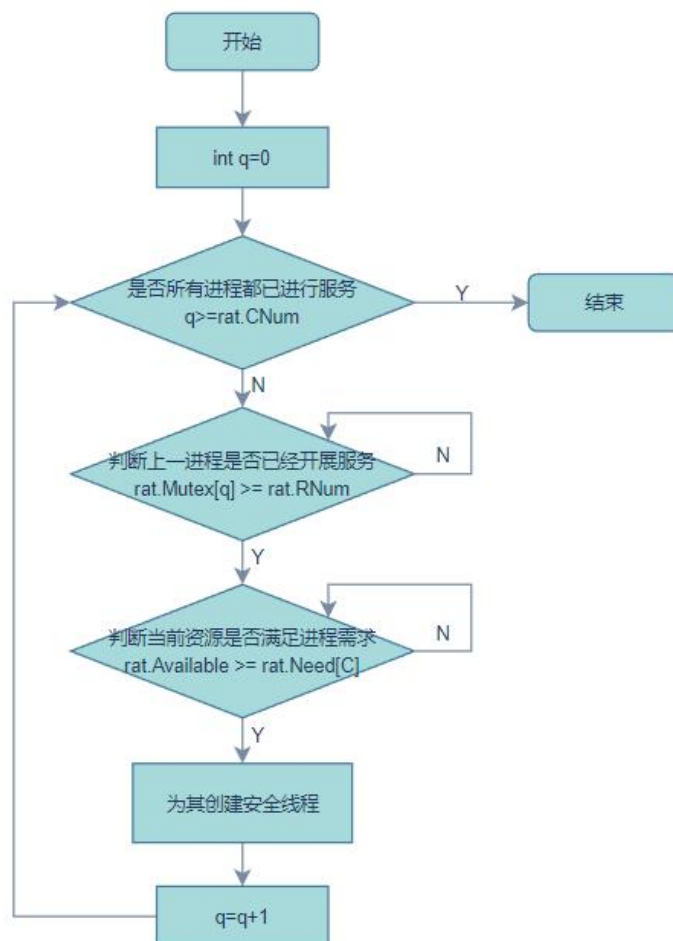 开始
int q=0
是否所有进程都已进行服务
q>=rat.CNum
Y
结束
N
判断上一进程是否已经开展服务
rat.Mutex[q] >= rat.RNum
N
Y
判断当前资源是否满足进程需求
rat.Available >= rat.Need[C]
N
Y
为其创建安全线程
q=q+1